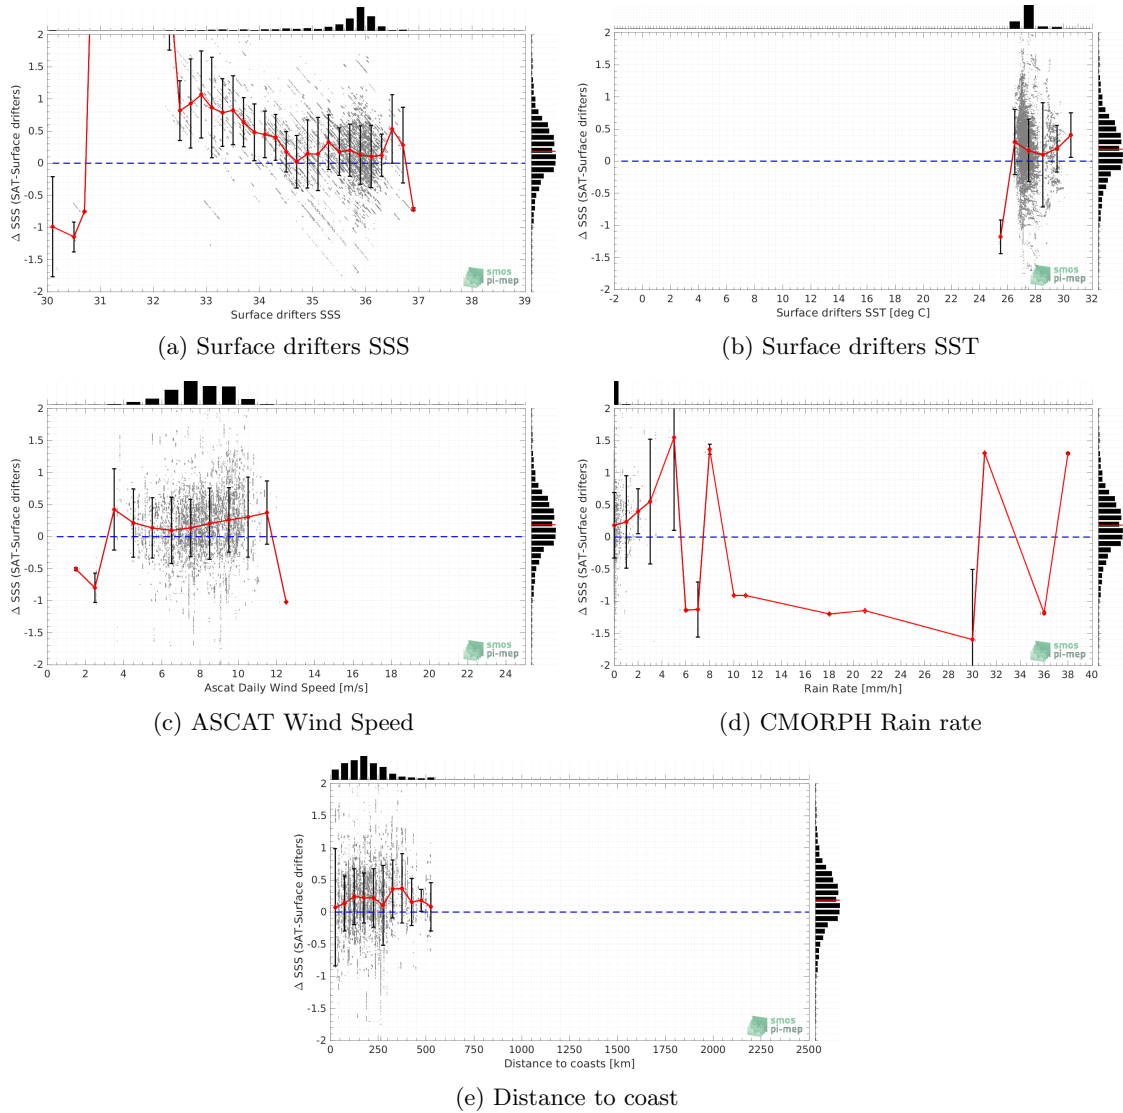 2
1.5
1
0.5
0
-0.5
-1
-1.5
-2
Δ SSS (SAT-Surface drifters)
30 31 32 33 34 35 36 37 38 39
Surface drifters SSS
smos
pi-mep
(a) Surface drifters SSS
2
1.5
1
0.5
0
-0.5
-1
-1.5
-2
Δ SSS (SAT-Surface drifters)
-2 0 2 4 6 8 10 12 14 16 18 20 22 24 26 28 30 32
Surface drifters SST [deg C]
smos
pi-mep
(b) Surface drifters SST
2
1.5
1
0.5
0
-0.5
-1
-1.5
-2
Δ SSS (SAT-Surface drifters)
0 2 4 6 8 10 12 14 16 18 20 22 24
Ascat Daily Wind Speed [m/s]
smos
pi-mep
(c) ASCAT Wind Speed
2
1.5
1
0.5
0
-0.5
-1
-1.5
-2
Δ SSS (SAT-Surface drifters)
0 2 4 6 8 10 12 14 16 18 20 22 24 26 28 30 32 34 36 38 40
Rain Rate [mm/h]
smos
pi-mep
(d) CMORPH Rain rate
2
1.5
1
0.5
0
-0.5
-1
-1.5
-2
Δ SSS (SAT-Surface drifters)
0 250 500 750 1000 1250 1500 1750 2000 2250 2500
Distance to coasts [km]
smos
pi-mep
(e) Distance to coast